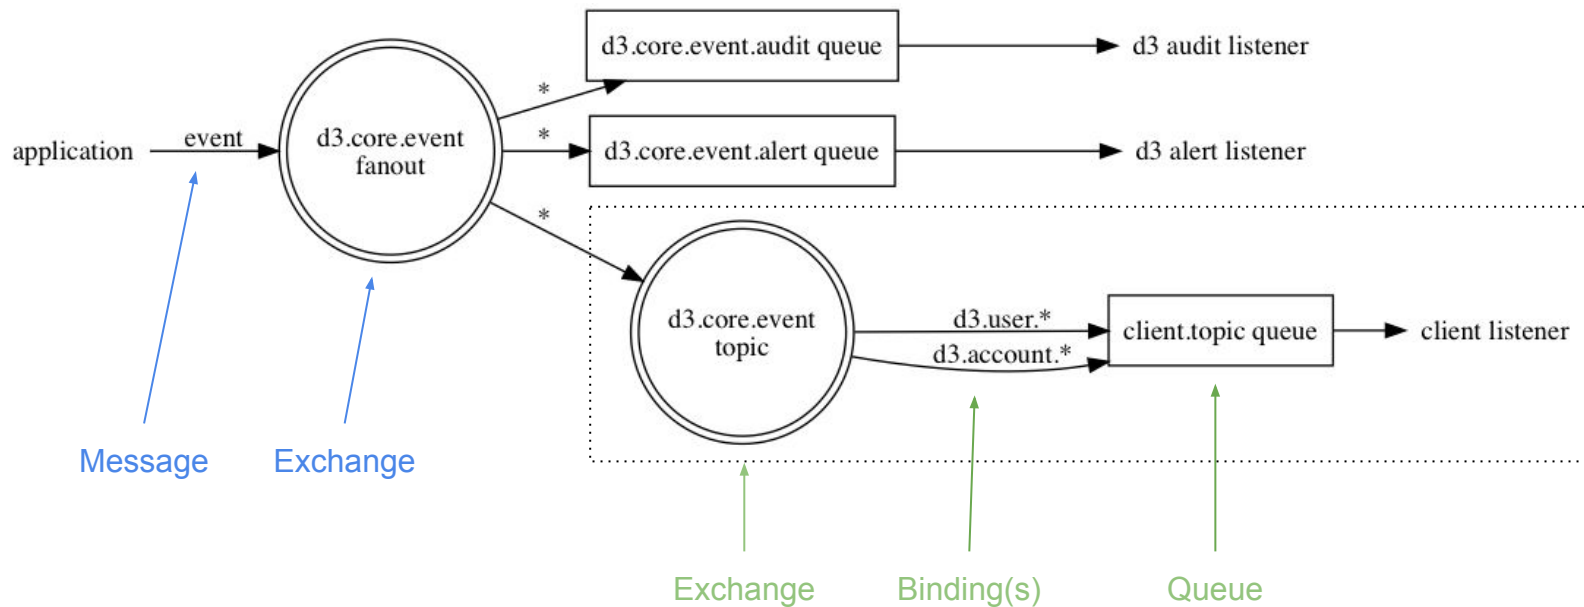 d3.core.event.audit queue
d3 audit listener
*
application
event
d3.core.event
fanout
*
d3.core.event.alert queue
d3 alert listener
*
d3.core.event
topic
d3.user.*
d3.account.*
client.topic queue
client listener
Message
Exchange
Exchange
Binding(s)
Queue